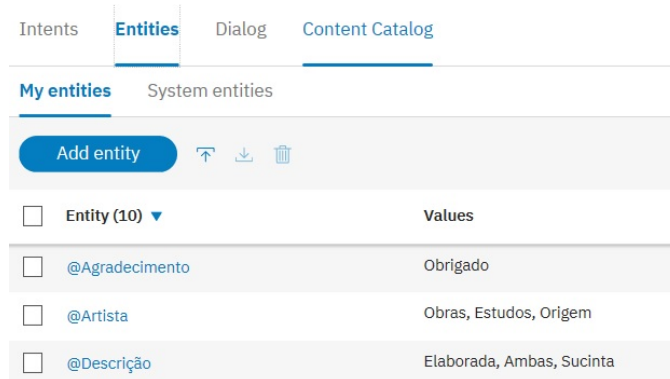 Intents Entities Dialog Content Catalog
My entities System entities
Add entity
Entity (10) Values
@Agradecimento Obrigado
@Artista Obras, Estudos, Origem
@Descrição Elaborada, Ambas, Sucinta